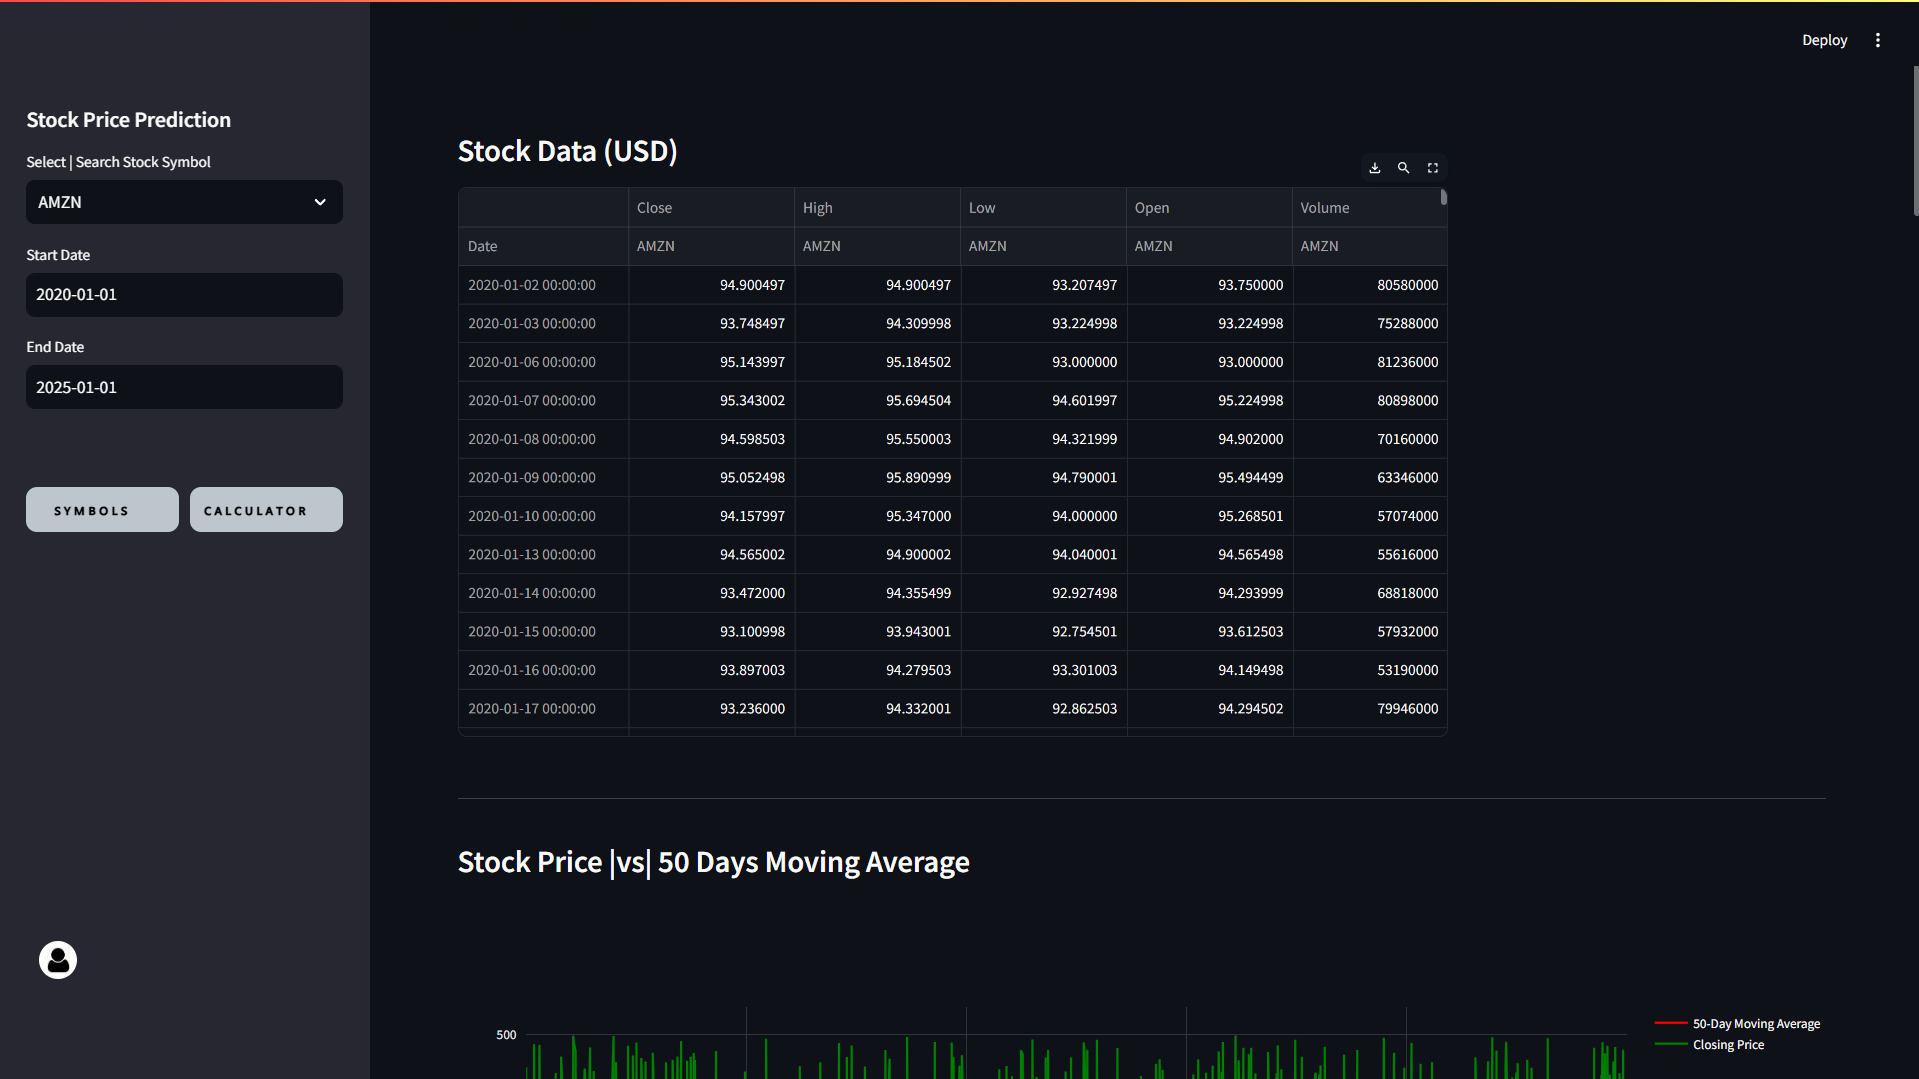 Deploy
Stock Price Prediction
Select | Search Stock Symbol
AMZN
Start Date
2020-01-01
End Date
2025-01-01
SYMBOLS CALCULATOR
Stock Data (USD)
Close High Low Open Volume
Date AMZN AMZN AMZN AMZN AMZN
2020-01-02 00:00:00 94.900497 94.900497 93.207497 93.750000 80580000
2020-01-03 00:00:00 93.748497 94.309998 93.224998 93.224998 75288000
2020-01-06 00:00:00 95.143997 95.184502 93.000000 93.000000 81236000
2020-01-07 00:00:00 95.343002 95.694504 94.601997 95.224998 80898000
2020-01-08 00:00:00 94.598503 95.550003 94.321999 94.902000 70160000
2020-01-09 00:00:00 95.052498 95.890999 94.790001 95.494499 63346000
2020-01-10 00:00:00 94.157997 95.347000 94.000000 95.268501 57074000
2020-01-13 00:00:00 94.565002 94.900002 94.040001 94.565498 55616000
2020-01-14 00:00:00 93.472000 94.355499 92.927498 94.293999 68818000
2020-01-15 00:00:00 93.100998 93.943001 92.754501 93.612503 57932000
2020-01-16 00:00:00 93.897003 94.279503 93.301003 94.149498 53190000
2020-01-17 00:00:00 93.236000 94.332001 92.862503 94.294502 79946000
Stock Price |vs| 50 Days Moving Average
500
50-Day Moving Average
Closing Price